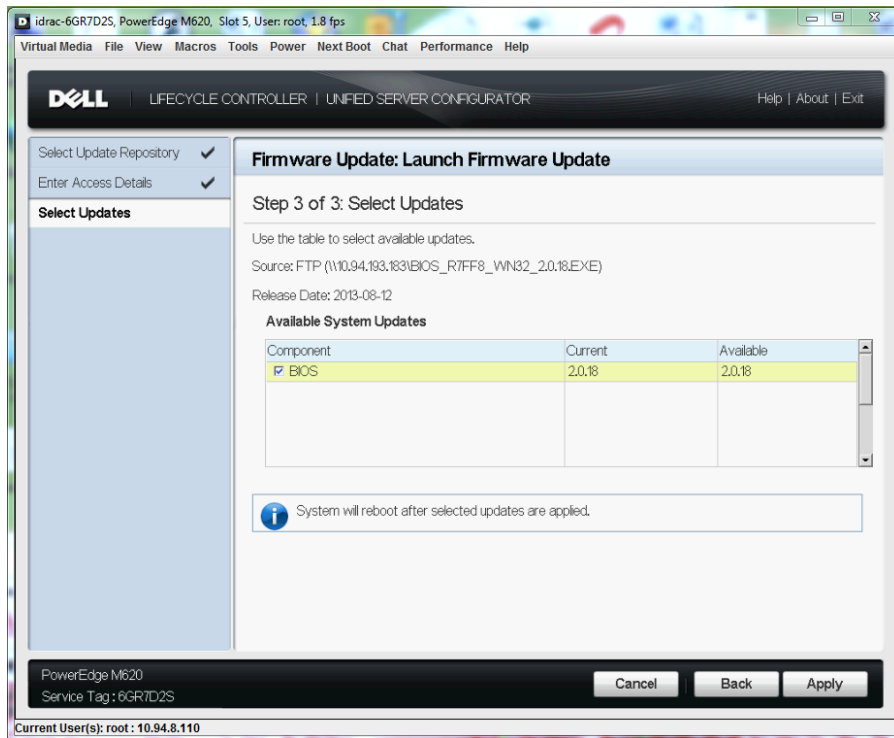 idrac-6GR7D2S, PowerEdge M620, Slot 5, User: root, 1.8 fps
Virtual Media File View Macros Tools Power Next Boot Chat Performance Help
DELL LIFECYCLE CONTROLLER | UNIFIED SERVER CONFIGURATOR Help | About | Exit
Select Update Repository
Enter Access Details
Select Updates
Firmware Update: Launch Firmware Update
Step 3 of 3: Select Updates
Use the table to select available updates.
Source: FTP (\\10.94.193.183\BIOS_R7FF8_WN32_2.0.18.EXE)
Release Date: 2013-08-12
Available System Updates
Component Current Available
BIOS 2.0.18 2.0.18
System will reboot after selected updates are applied.
PowerEdge M620
Service Tag : 6GR7D2S
Cancel Back Apply
Current User(s): root : 10.94.8.110